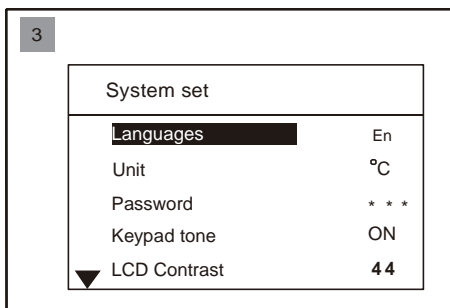 3
System set
Languages En
Unit °C
Password * * *
Keypad tone ON
LCD Contrast 44